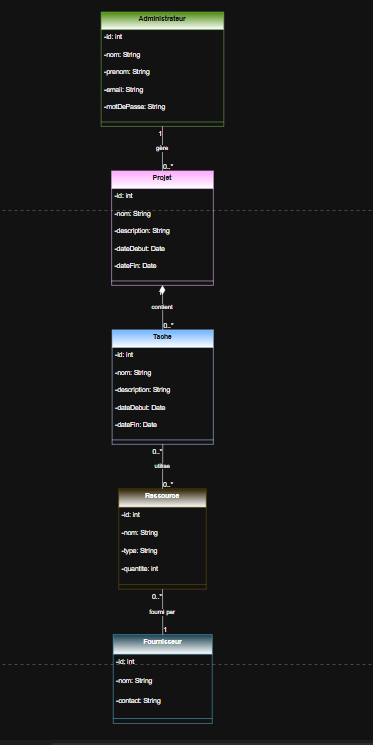 Administrateur
-id: int
-nom: String
-prenom: String
-email: String
-motDePasse: String
1
gère
0..*
Projet
-id: int
-nom: String
-description: String
-dateDebut: Date
-dateFin: Date
contient
0..*
Tache
-id: int
-nom: String
-description: String
-dateDebut: Date
-dateFin: Date
0..*
utilise
0..*
Ressource
-id: int
-nom: String
-type: String
-quantite: int
0..*
fourni par
1
Fournisseur
-id: int
-nom: String
-contact: String